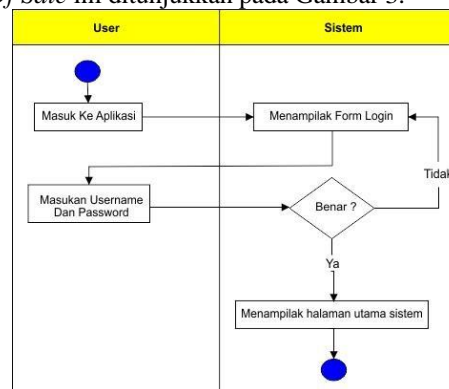 Sale ini ditunjukkan pada Gambar 3.
User
Sistem
Masuk Ke Aplikasi
Menampilak Form Login
Tidak
Masukan Username
Dan Password
Benar ?
Ya
Menampilak halaman utama sistem